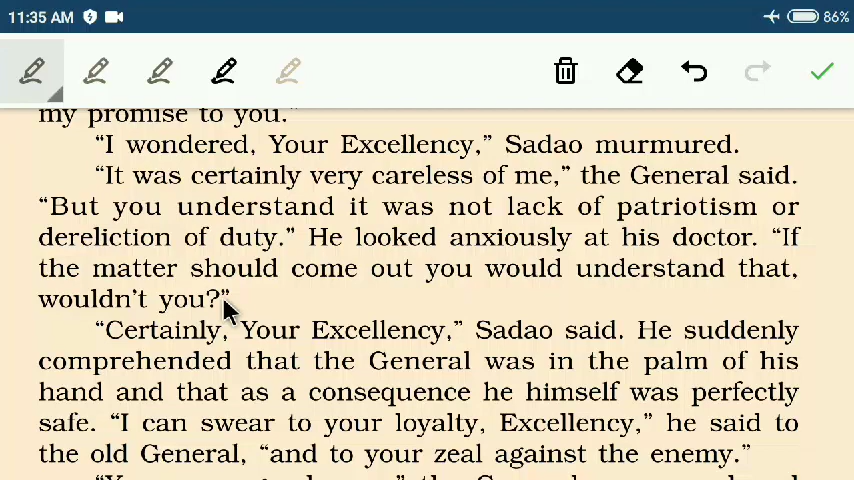 11:35 AM 86%
my promise to you.”
“I wondered, Your Excellency,” Sadao murmured.
“It was certainly very careless of me,” the General said.
“But you understand it was not lack of patriotism or
dereliction of duty.” He looked anxiously at his doctor. “If
the matter should come out you would understand that,
wouldn’t you?”
“Certainly, Your Excellency,” Sadao said. He suddenly
comprehended that the General was in the palm of his
hand and that as a consequence he himself was perfectly
safe. “I can swear to your loyalty, Excellency,” he said to
the old General, “and to your zeal against the enemy.”